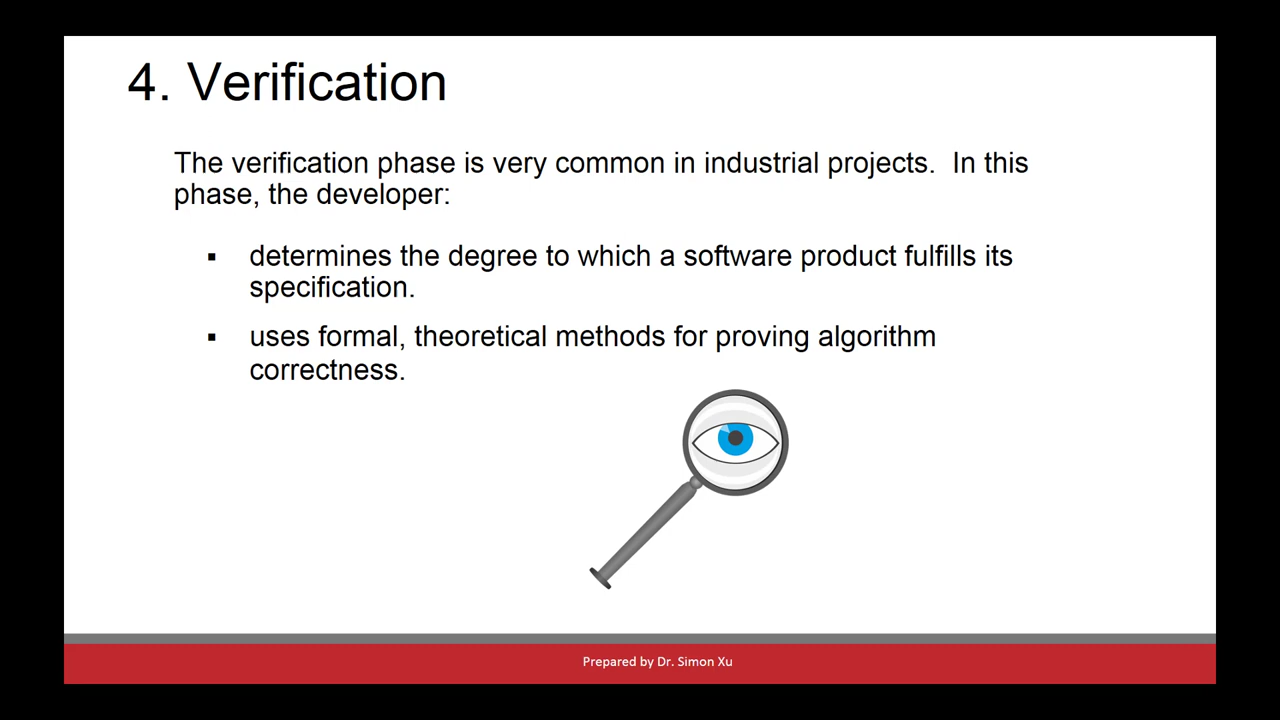 4. Verification
The verification phase is very common in industrial projects.  In this
phase, the developer:
▪ determines the degree to which a software product fulfills its
specification.
▪ uses formal, theoretical methods for proving algorithm
correctness.
Prepared by Dr. Simon Xu